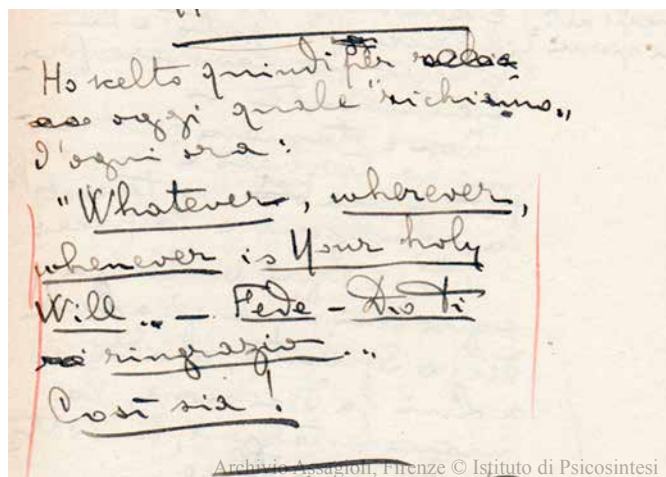 Ho scelto quindi per
oggi quale "richiamo„
d'ogni ora:
"Whatever, wherever,
whenever is Your holy
Will„ – Fede – Dio Ti
ringrazio„
Così sia!
Archivio Assagioli, Firenze © Istituto di Psicosintesi